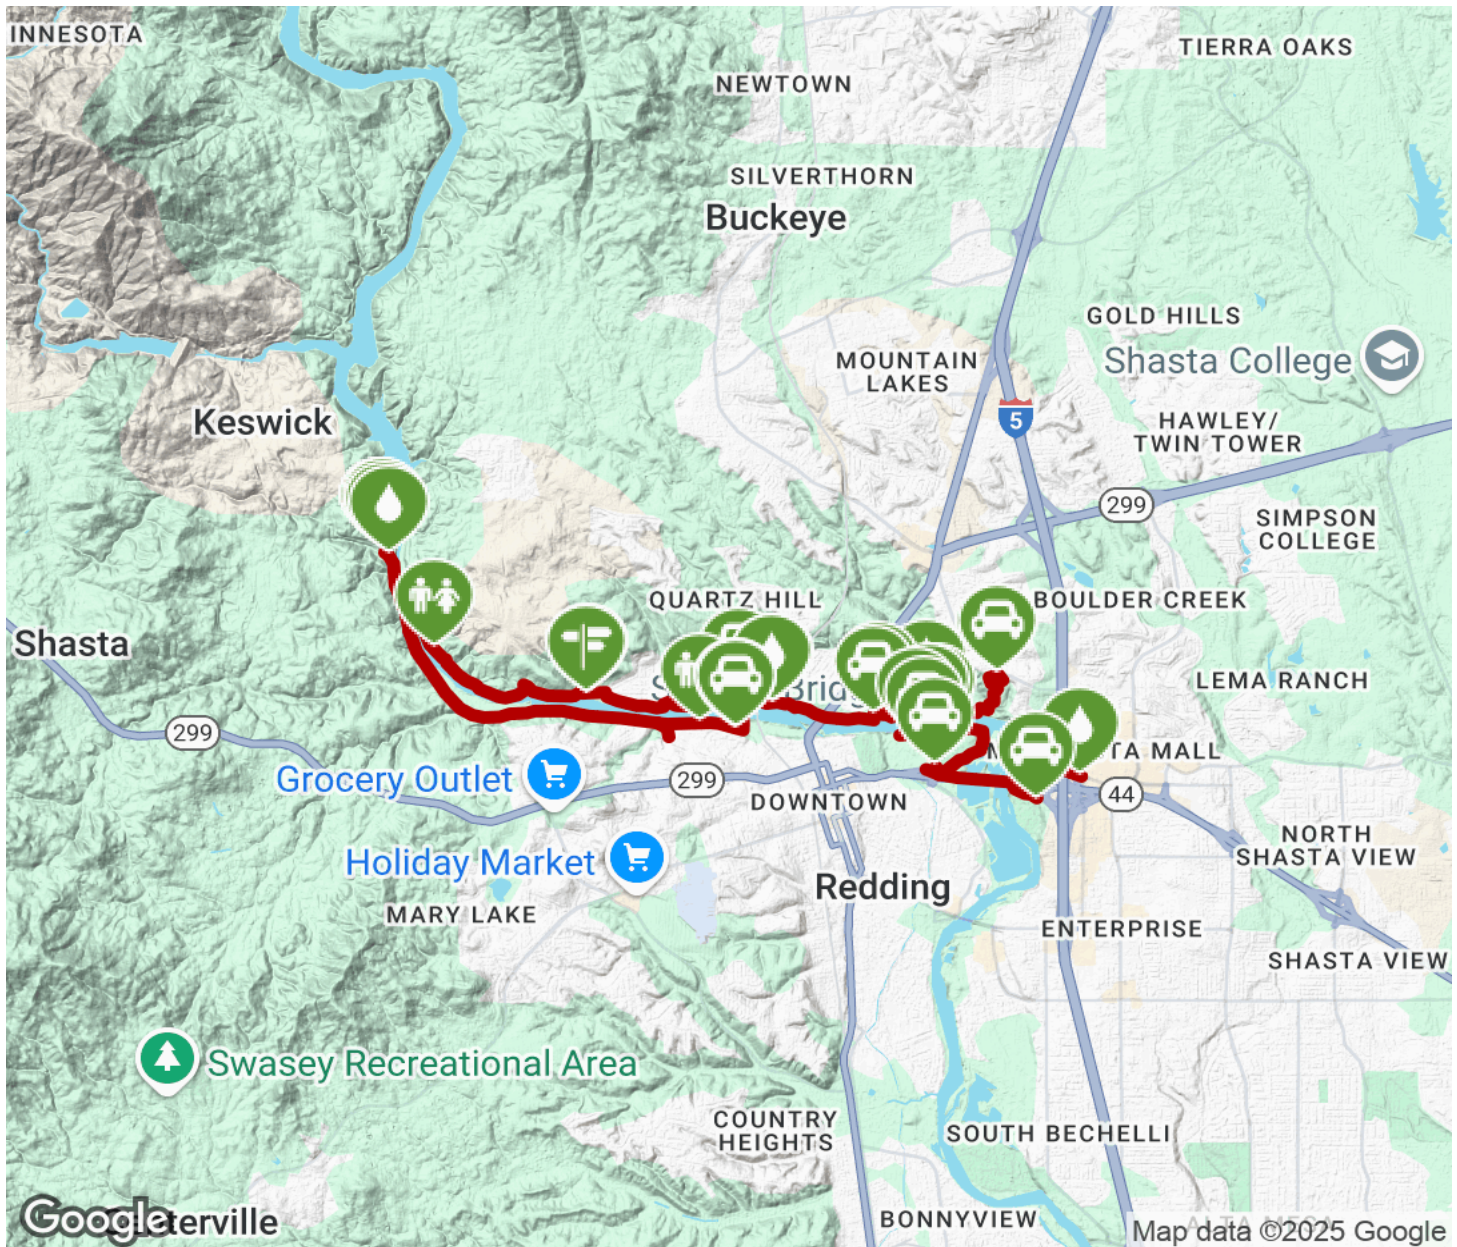 INNESOTA
TIERRA OAKS
NEWTOWN
SILVERTHORN
Buckeye
GOLD HILLS
MOUNTAIN
LAKES
Shasta College
Keswick
5
HAWLEY/
TWIN TOWER
299
SIMPSON
COLLEGE
QUARTZ HILL
BOULDER CREEK
Shasta
LEMA RANCH
299
MALL
Grocery Outlet
299
DOWNTOWN
44
NORTH
SHASTA VIEW
Holiday Market
Redding
MARY LAKE
ENTERPRISE
SHASTA VIEW
Swasey Recreational Area
COUNTRY
HEIGHTS
SOUTH BECHELLI
Google
terville
BONNYVIEW
Map data ©2025 Google